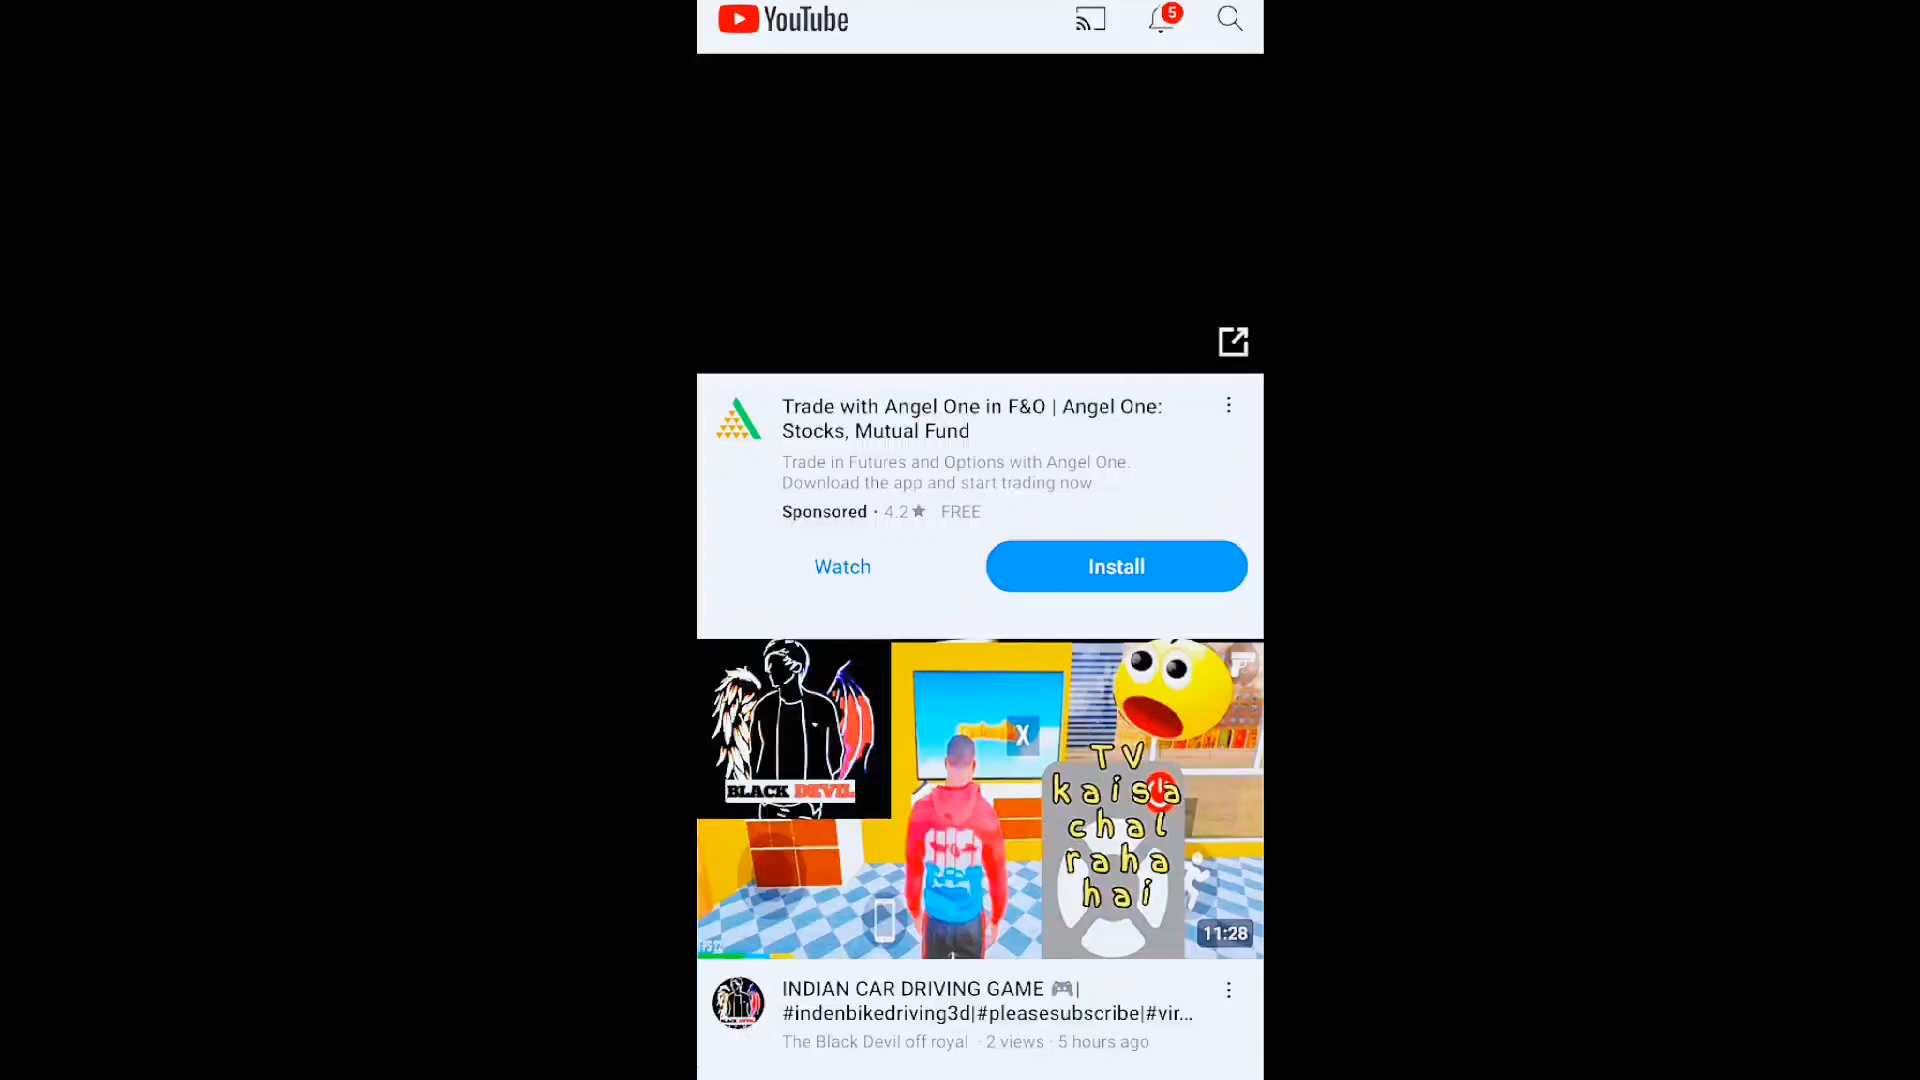 YouTube
5
Trade with Angel One in F&O | Angel One:
Stocks, Mutual Fund
Trade in Futures and Options with Angel One.
Download the app and start trading now
Sponsored · 4.2★ FREE
Watch
Install
BLACK DEVIL
X
TV
kaisa
chal
raha
hai
11:28
INDIAN CAR DRIVING GAME 🎮|
#indenbikedriving3d|#pleasesubscribe|#vir...
The Black Devil off royal · 2 views · 5 hours ago